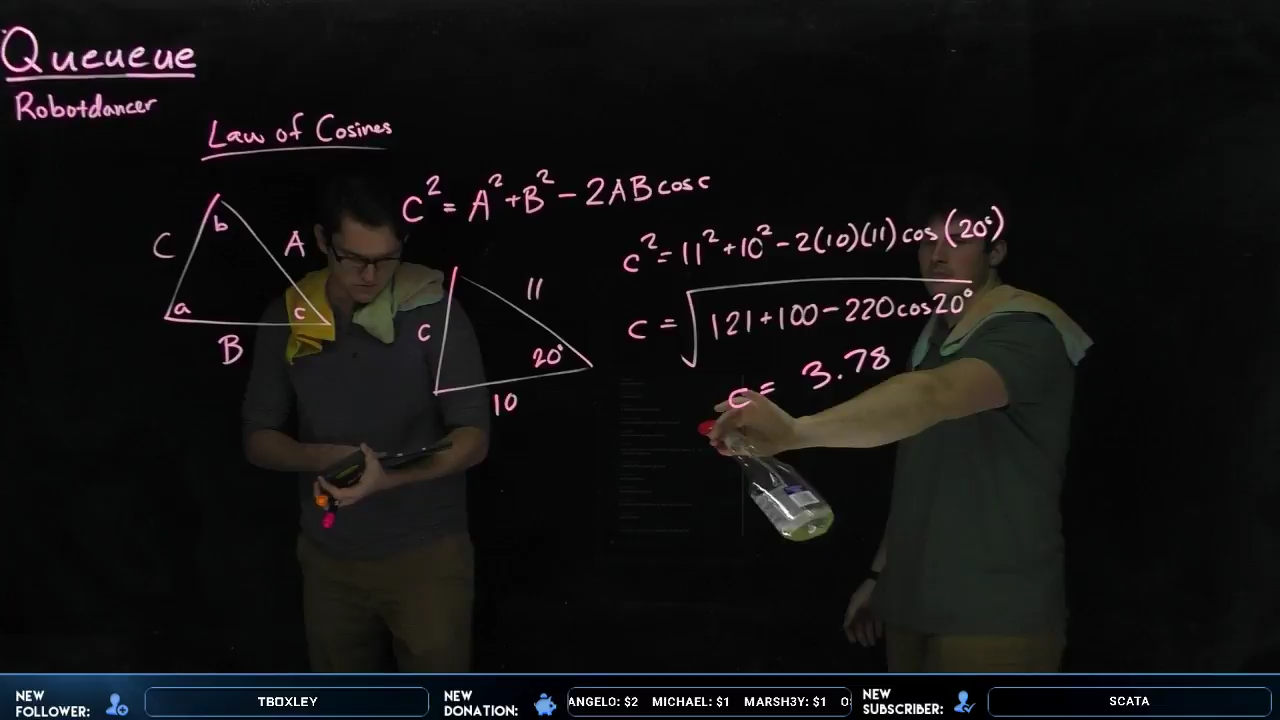 Queueue
Robotdancer
Law of Cosines
C² = A² + B² - 2AB cos c
C
b
A
a
c
B
11
c
20°
10
c² = 11² + 10² - 2(10)(11) cos(20°)
c = √121 + 100 - 220 cos 20°
c = 3.78
NEW FOLLOWER:
TBOXLEY
NEW DONATION:
ANGELO: $2 MICHAEL: $1 MARSH3Y: $1
NEW SUBSCRIBER:
SCATA